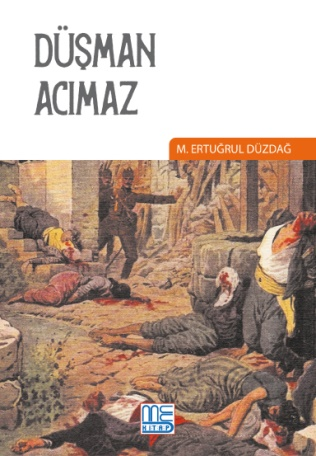 DÜŞMAN
ACIMAZ
M. ERTUĞRUL DÜZDAĞ
ME
KİTAP